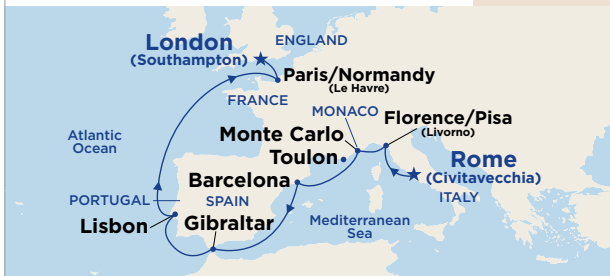 London
(Southampton)
ENGLAND
Paris/Normandy
(Le Havre)
FRANCE
MONACO
Florence/Pisa
(Livorno)
Atlantic
Ocean
Monte Carlo
Toulon
Rome
(Civitavecchia)
ITALY
Barcelona
PORTUGAL
SPAIN
Lisbon
Gibraltar
Mediterranean
Sea